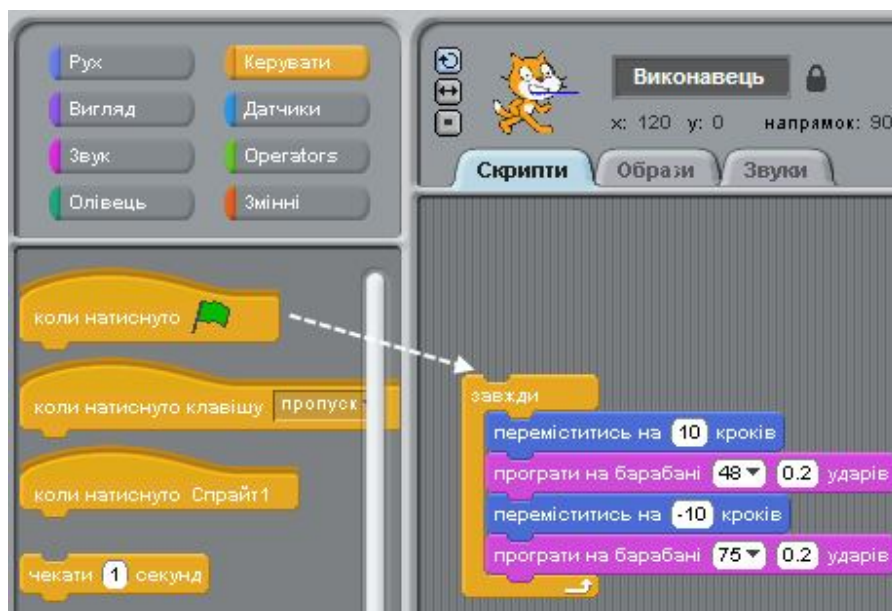 Рух
Керувати
Вигляд
Датчики
Звук
Operators
Олівець
Змінні
коли натиснуто
коли натиснуто клавішу пропуск
коли натиснуто Спрайт1
чекати 1 секунд
Виконавець
x: 120 y: 0 напрямок: 90
Скрипти Образи Звуки
завжди
переміститись на 10 кроків
програти на барабані 48 0.2 ударів
переміститись на -10 кроків
програти на барабані 75 0.2 ударів